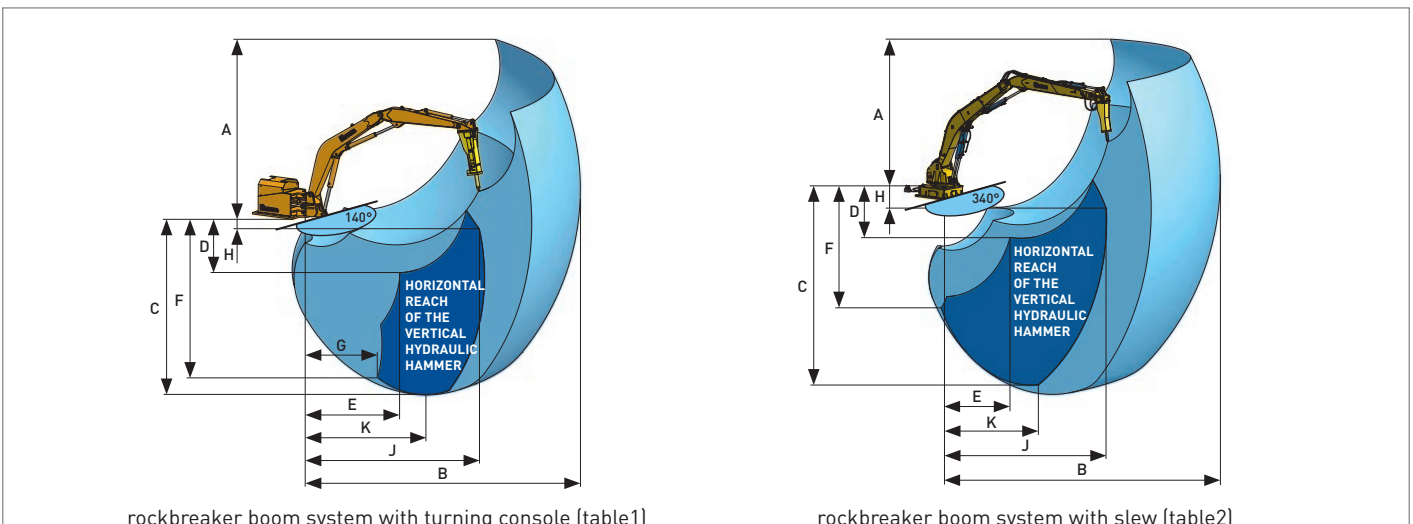 A
140°
D
H
C
F
HORIZONTAL
REACH
OF THE
VERTICAL
HYDRAULIC
HAMMER
G
E
K
J
B
rockbreaker boom system with turning console (table1)
A
340°
H
D
F
C
HORIZONTAL
REACH
OF THE
VERTICAL
HYDRAULIC
HAMMER
E
K
J
B
rockbreaker boom system with slew (table2)